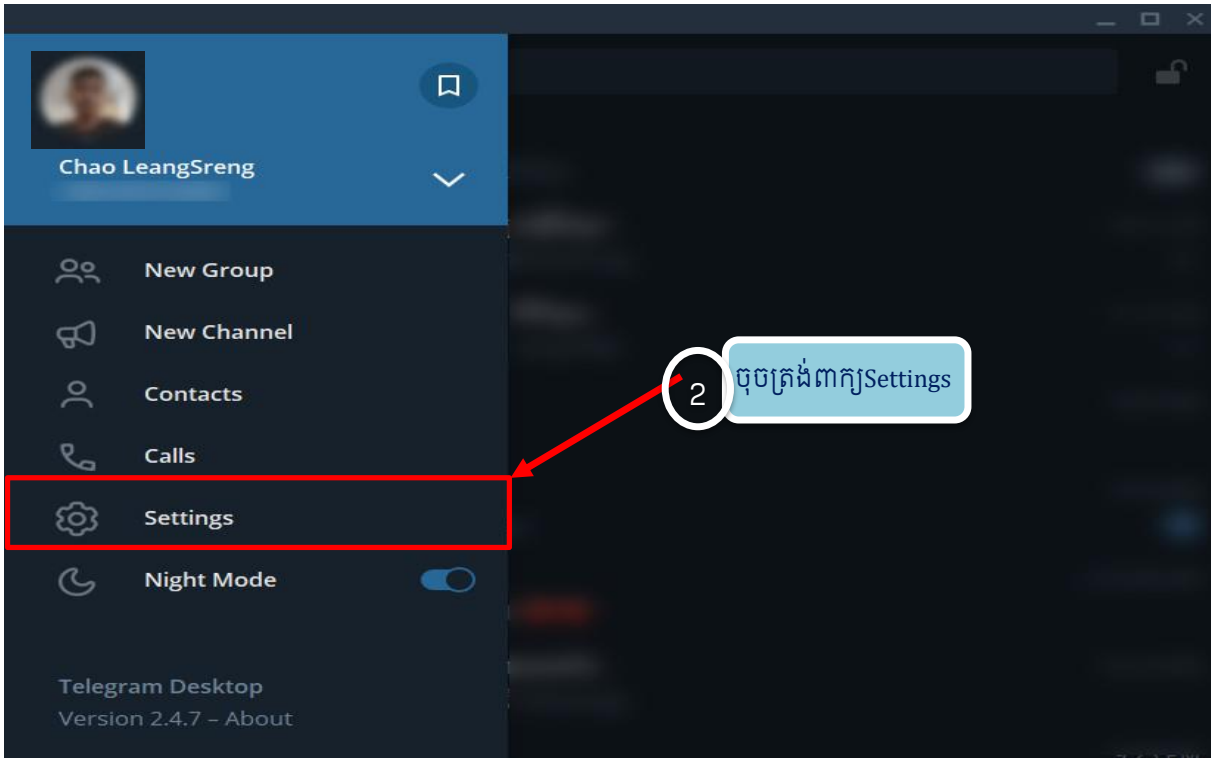 Chao LeangSreng
New Group
New Channel
Contacts
2
ចុចត្រង់ពាក្យSettings
Calls
Settings
Night Mode
Telegram Desktop
Version 2.4.7 – About